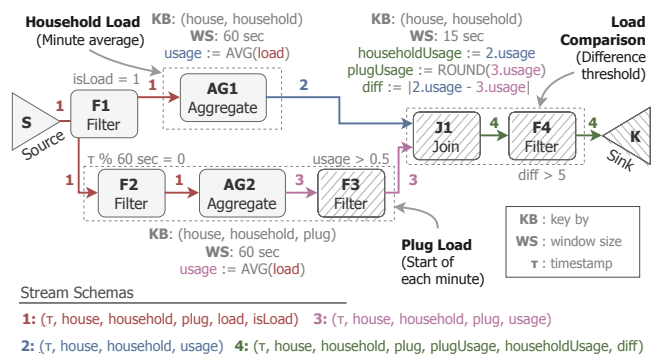 Household Load
(Minute average)
KB: (house, household)
WS: 60 sec
usage := AVG(load)
KB: (house, household)
WS: 15 sec
householdUsage := 2.usage
plugUsage := ROUND(3.usage)
diff := |2.usage - 3.usage|
Load
Comparison
(Difference
threshold)
isLoad = 1
S
Source
1
F1
Filter
1
AG1
Aggregate
2
J1
Join
4
F4
Filter
4
K
Sink
diff > 5
τ % 60 sec = 0
usage > 0.5
1
F2
Filter
1
AG2
Aggregate
3
F3
Filter
3
KB: (house, household, plug)
WS: 60 sec
usage := AVG(load)
Plug Load
(Start of
each minute)
KB : key by
WS : window size
τ : timestamp
Stream Schemas
1: (τ, house, household, plug, load, isLoad)
3: (τ, house, household, plug, usage)
2: (τ, house, household, usage)
4: (τ, house, household, plug, plugUsage, householdUsage, diff)